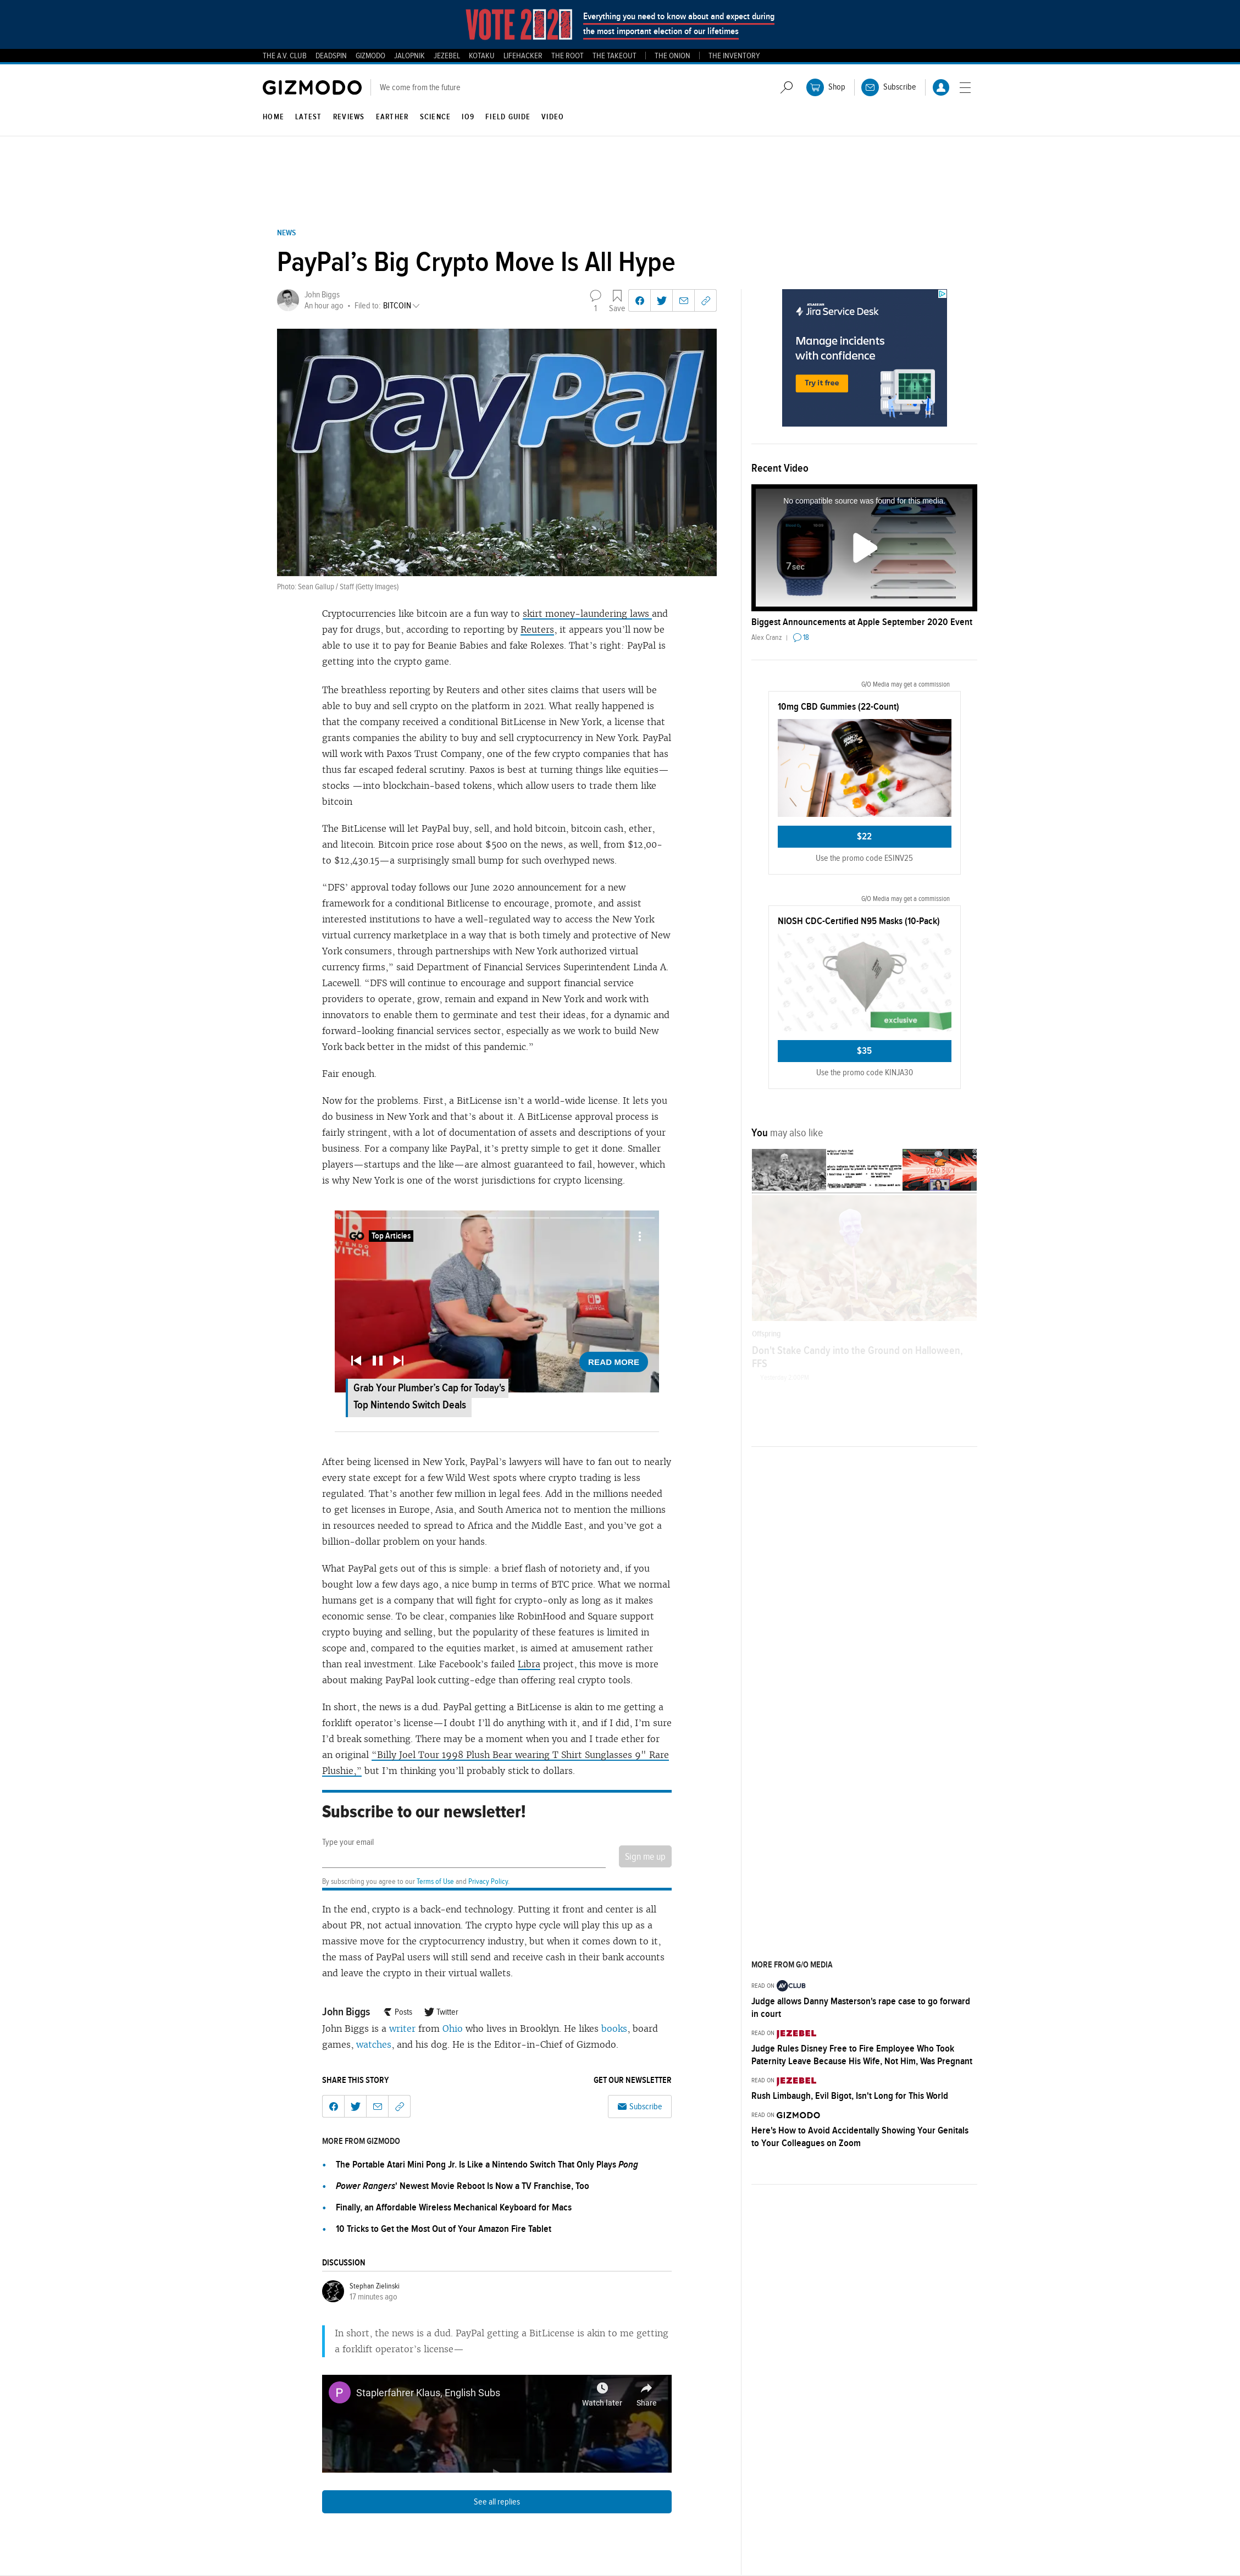 VOTE 2020
Everything you need to know about and expect during
the most important election of our lifetimes
THE A.V. CLUB DEADSPIN GIZMODO JALOPNIK JEZEBEL KOTAKU LIFEHACKER THE ROOT THE TAKEOUT THE ONION THE INVENTORY
GIZMODO We come from the future Shop Subscribe
HOME LATEST REVIEWS EARTHER SCIENCE IO9 FIELD GUIDE VIDEO
NEWS
PayPal’s Big Crypto Move Is All Hype
John Biggs
An hour ago • Filed to: BITCOIN
1 Save
PayPal
Photo: Sean Gallup / Staff (Getty Images)
Cryptocurrencies like bitcoin are a fun way to skirt money-laundering laws and
pay for drugs, but, according to reporting by Reuters, it appears you’ll now be
able to use it to pay for Beanie Babies and fake Rolexes. That’s right: PayPal is
getting into the crypto game.
The breathless reporting by Reuters and other sites claims that users will be
able to buy and sell crypto on the platform in 2021. What really happened is
that the company received a conditional BitLicense in New York, a license that
grants companies the ability to buy and sell cryptocurrency in New York. PayPal
will work with Paxos Trust Company, one of the few crypto companies that has
thus far escaped federal scrutiny. Paxos is best at turning things like equities—
stocks —into blockchain-based tokens, which allow users to trade them like
bitcoin
The BitLicense will let PayPal buy, sell, and hold bitcoin, bitcoin cash, ether,
and litecoin. Bitcoin price rose about $500 on the news, as well, from $12,00-
to $12,430.15—a surprisingly small bump for such overhyped news.
“DFS’ approval today follows our June 2020 announcement for a new
framework for a conditional Bitlicense to encourage, promote, and assist
interested institutions to have a well-regulated way to access the New York
virtual currency marketplace in a way that is both timely and protective of New
York consumers, through partnerships with New York authorized virtual
currency firms,” said Department of Financial Services Superintendent Linda A.
Lacewell. “DFS will continue to encourage and support financial service
providers to operate, grow, remain and expand in New York and work with
innovators to enable them to germinate and test their ideas, for a dynamic and
forward-looking financial services sector, especially as we work to build New
York back better in the midst of this pandemic.”
Fair enough.
Now for the problems. First, a BitLicense isn’t a world-wide license. It lets you
do business in New York and that’s about it. A BitLicense approval process is
fairly stringent, with a lot of documentation of assets and descriptions of your
business. For a company like PayPal, it’s pretty simple to get it done. Smaller
players—startups and the like—are almost guaranteed to fail, however, which
is why New York is one of the worst jurisdictions for crypto licensing.
GO Top Articles
NINTENDO
SWITCH
SWITCH
READ MORE
Grab Your Plumber’s Cap for Today's
Top Nintendo Switch Deals
After being licensed in New York, PayPal’s lawyers will have to fan out to nearly
every state except for a few Wild West spots where crypto trading is less
regulated. That’s another few million in legal fees. Add in the millions needed
to get licenses in Europe, Asia, and South America not to mention the millions
in resources needed to spread to Africa and the Middle East, and you’ve got a
billion-dollar problem on your hands.
What PayPal gets out of this is simple: a brief flash of notoriety and, if you
bought low a few days ago, a nice bump in terms of BTC price. What we normal
humans get is a company that will fight for crypto-only as long as it makes
economic sense. To be clear, companies like RobinHood and Square support
crypto buying and selling, but the popularity of these features is limited in
scope and, compared to the equities market, is aimed at amusement rather
than real investment. Like Facebook’s failed Libra project, this move is more
about making PayPal look cutting-edge than offering real crypto tools.
In short, the news is a dud. PayPal getting a BitLicense is akin to me getting a
forklift operator’s license—I doubt I’ll do anything with it, and if I did, I’m sure
I’d break something. There may be a moment when you and I trade ether for
an original “Billy Joel Tour 1998 Plush Bear wearing T Shirt Sunglasses 9” Rare
Plushie,” but I’m thinking you’ll probably stick to dollars.
Subscribe to our newsletter!
Type your email
Sign me up
By subscribing you agree to our Terms of Use and Privacy Policy.
In the end, crypto is a back-end technology. Putting it front and center is all
about PR, not actual innovation. The crypto hype cycle will play this up as a
massive move for the cryptocurrency industry, but when it comes down to it,
the mass of PayPal users will still send and receive cash in their bank accounts
and leave the crypto in their virtual wallets.
John Biggs Posts Twitter
John Biggs is a writer from Ohio who lives in Brooklyn. He likes books, board
games, watches, and his dog. He is the Editor-in-Chief of Gizmodo.
SHARE THIS STORY GET OUR NEWSLETTER
Subscribe
MORE FROM GIZMODO
• The Portable Atari Mini Pong Jr. Is Like a Nintendo Switch That Only Plays Pong
• Power Rangers' Newest Movie Reboot Is Now a TV Franchise, Too
• Finally, an Affordable Wireless Mechanical Keyboard for Macs
• 10 Tricks to Get the Most Out of Your Amazon Fire Tablet
DISCUSSION
Stephan Zielinski
17 minutes ago
In short, the news is a dud. PayPal getting a BitLicense is akin to me getting
a forklift operator’s license—
P Staplerfahrer Klaus, English Subs
Watch later Share
See all replies
ATLASSIAN
Jira Service Desk
Manage incidents
with confidence
Try it free
Recent Video
No compatible source was found for this media.
7 sec
Biggest Announcements at Apple September 2020 Event
Alex Cranz | 18
G/O Media may get a commission
10mg CBD Gummies (22-Count)
$22
Use the promo code ESINV25
G/O Media may get a commission
NIOSH CDC-Certified N95 Masks (10-Pack)
exclusive
$35
Use the promo code KINJA30
You may also like
Offspring
Don't Stake Candy into the Ground on Halloween,
FFS
MORE FROM G/O MEDIA
READ ON AV CLUB
Judge allows Danny Masterson's rape case to go forward
in court
READ ON JEZEBEL
Judge Rules Disney Free to Fire Employee Who Took
Paternity Leave Because His Wife, Not Him, Was Pregnant
READ ON JEZEBEL
Rush Limbaugh, Evil Bigot, Isn't Long for This World
READ ON GIZMODO
Here's How to Avoid Accidentally Showing Your Genitals
to Your Colleagues on Zoom